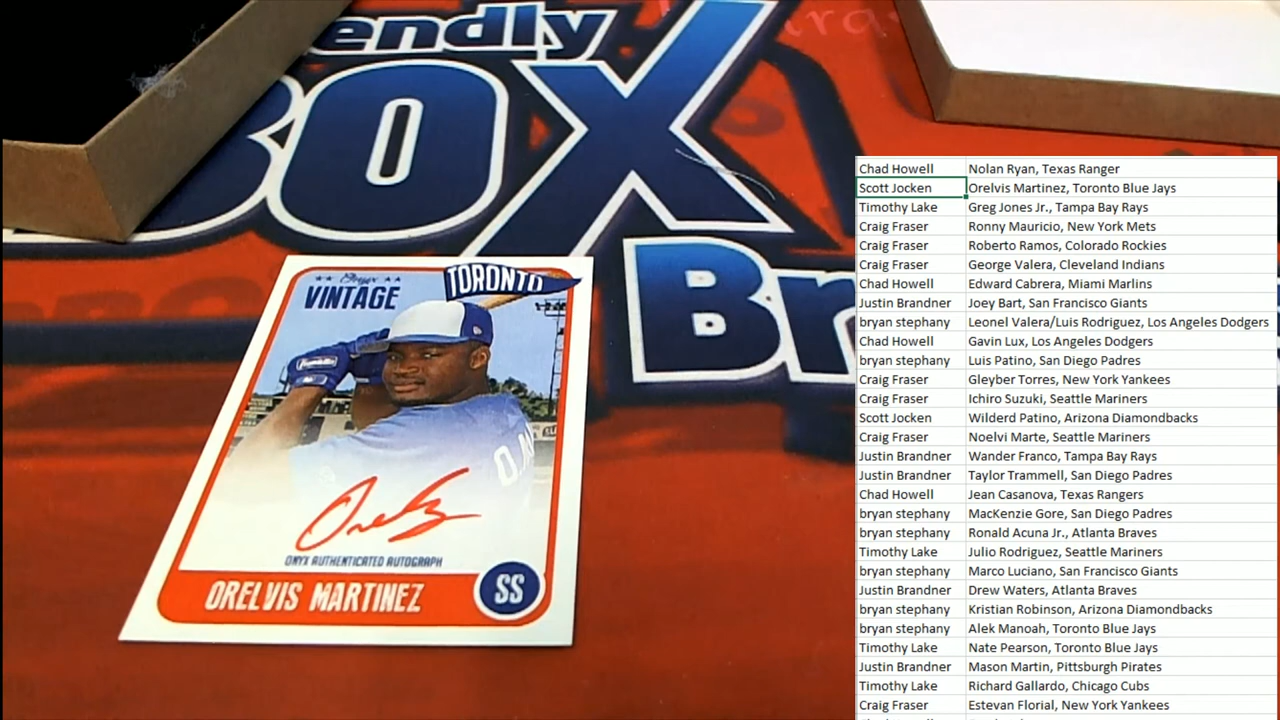 endly
BOX
Br
Onyx
VINTAGE
TORONTO
Franklin
Orelvis
ONYX AUTHENTICATED AUTOGRAPH
ORELVIS MARTINEZ
SS
Chad Howell Nolan Ryan, Texas Ranger
Scott Jocken Orelvis Martinez, Toronto Blue Jays
Timothy Lake Greg Jones Jr., Tampa Bay Rays
Craig Fraser Ronny Mauricio, New York Mets
Craig Fraser Roberto Ramos, Colorado Rockies
Craig Fraser George Valera, Cleveland Indians
Chad Howell Edward Cabrera, Miami Marlins
Justin Brandner Joey Bart, San Francisco Giants
bryan stephany Leonel Valera/Luis Rodriguez, Los Angeles Dodgers
Chad Howell Gavin Lux, Los Angeles Dodgers
bryan stephany Luis Patino, San Diego Padres
Craig Fraser Gleyber Torres, New York Yankees
Craig Fraser Ichiro Suzuki, Seattle Mariners
Scott Jocken Wilderd Patino, Arizona Diamondbacks
Craig Fraser Noelvi Marte, Seattle Mariners
Justin Brandner Wander Franco, Tampa Bay Rays
Justin Brandner Taylor Trammell, San Diego Padres
Chad Howell Jean Casanova, Texas Rangers
bryan stephany MacKenzie Gore, San Diego Padres
bryan stephany Ronald Acuna Jr., Atlanta Braves
Timothy Lake Julio Rodriguez, Seattle Mariners
bryan stephany Marco Luciano, San Francisco Giants
Justin Brandner Drew Waters, Atlanta Braves
bryan stephany Kristian Robinson, Arizona Diamondbacks
bryan stephany Alek Manoah, Toronto Blue Jays
Timothy Lake Nate Pearson, Toronto Blue Jays
Justin Brandner Mason Martin, Pittsburgh Pirates
Timothy Lake Richard Gallardo, Chicago Cubs
Craig Fraser Estevan Florial, New York Yankees